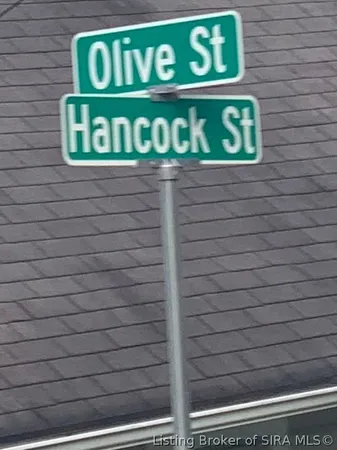 Olive St
Hancock St
Listing Broker of SIRA MLS©